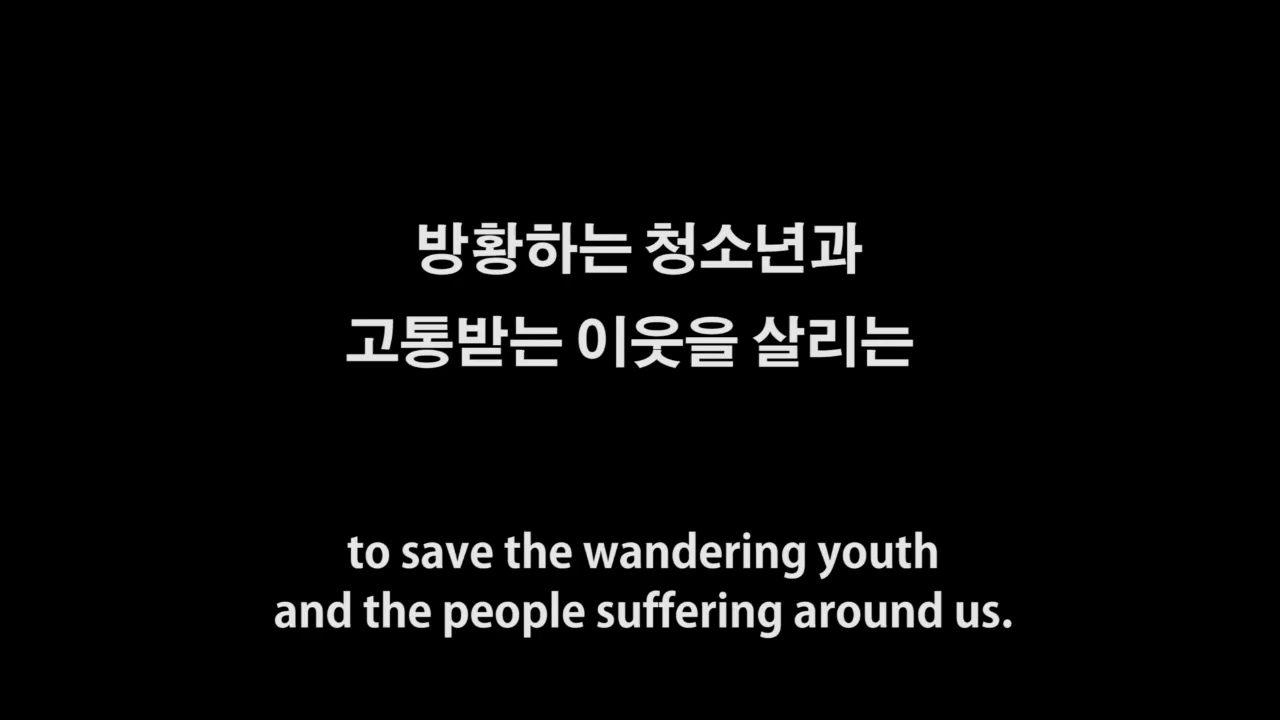 방황하는 청소년과
고통받는 이웃을 살리는
to save the wandering youth
and the people suffering around us.